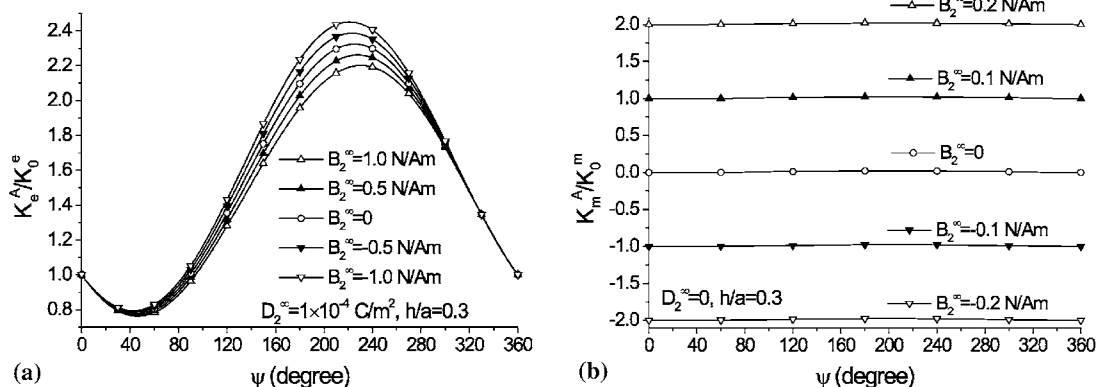 2.4
2.2
2.0
1.8
1.6
1.4
1.2
1.0
0.8
K_e^A/K_0^e
B_2^∞=1.0 N/Am
B_2^∞=0.5 N/Am
B_2^∞=0
B_2^∞=-0.5 N/Am
B_2^∞=-1.0 N/Am
D_2^∞=1×10^-4 C/m^2, h/a=0.3
0 40 80 120 160 200 240 280 320 360
ψ (degree)
(a)
2.0
1.5
1.0
0.5
0.0
-0.5
-1.0
-1.5
-2.0
K_m^A/K_0^m
B_2^∞=0.2 N/Am
B_2^∞=0.1 N/Am
B_2^∞=0
B_2^∞=-0.1 N/Am
D_2^∞=0, h/a=0.3
B_2^∞=-0.2 N/Am
0 40 80 120 160 200 240 280 320 360
ψ (degree)
(b)